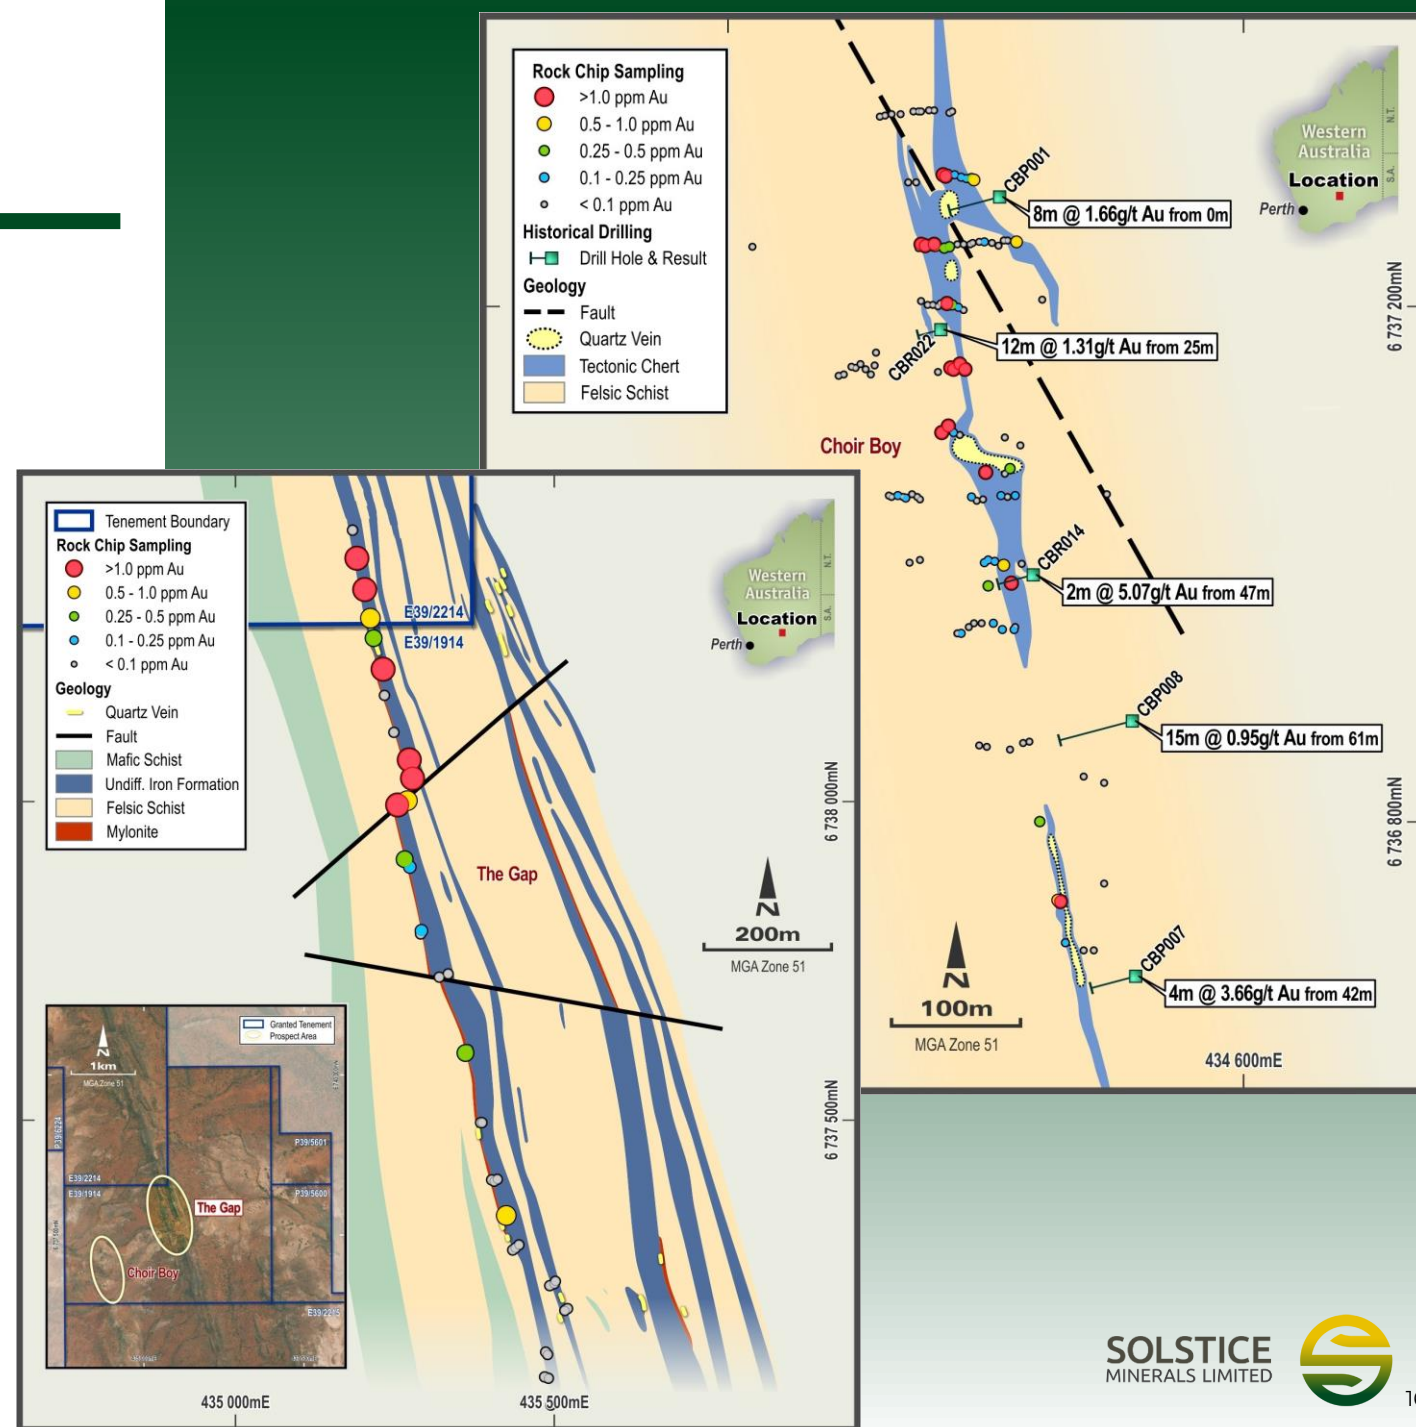 Rock Chip Sampling
>1.0 ppm Au
0.5 - 1.0 ppm Au
0.25 - 0.5 ppm Au
0.1 - 0.25 ppm Au
< 0.1 ppm Au
Historical Drilling
Drill Hole & Result
Geology
Fault
Quartz Vein
Tectonic Chert
Felsic Schist
Western
Australia
Location
Perth
N.T.
S.A.
CBP001
8m @ 1.66g/t Au from 0m
6 737 200mN
CBR022
12m @ 1.31g/t Au from 25m
Choir Boy
CBR014
2m @ 5.07g/t Au from 47m
CBP008
15m @ 0.95g/t Au from 61m
6 736 800mN
CBP007
4m @ 3.66g/t Au from 42m
N
100m
MGA Zone 51
434 600mE
Tenement Boundary
Rock Chip Sampling
>1.0 ppm Au
0.5 - 1.0 ppm Au
0.25 - 0.5 ppm Au
0.1 - 0.25 ppm Au
< 0.1 ppm Au
Geology
Quartz Vein
Fault
Mafic Schist
Undiff. Iron Formation
Felsic Schist
Mylonite
E39/2214
E39/1914
Western
Australia
Location
Perth
N.T.
S.A.
6 738 000mN
The Gap
N
200m
MGA Zone 51
6 737 500mN
435 000mE
435 500mE
Granted Tenement
Prospect Area
N
1km
MGA Zone 51
P39/6224
P39/5601
E39/2214
E39/1914
P39/5600
The Gap
Choir Boy
E39/2215
SOLSTICE
MINERALS LIMITED